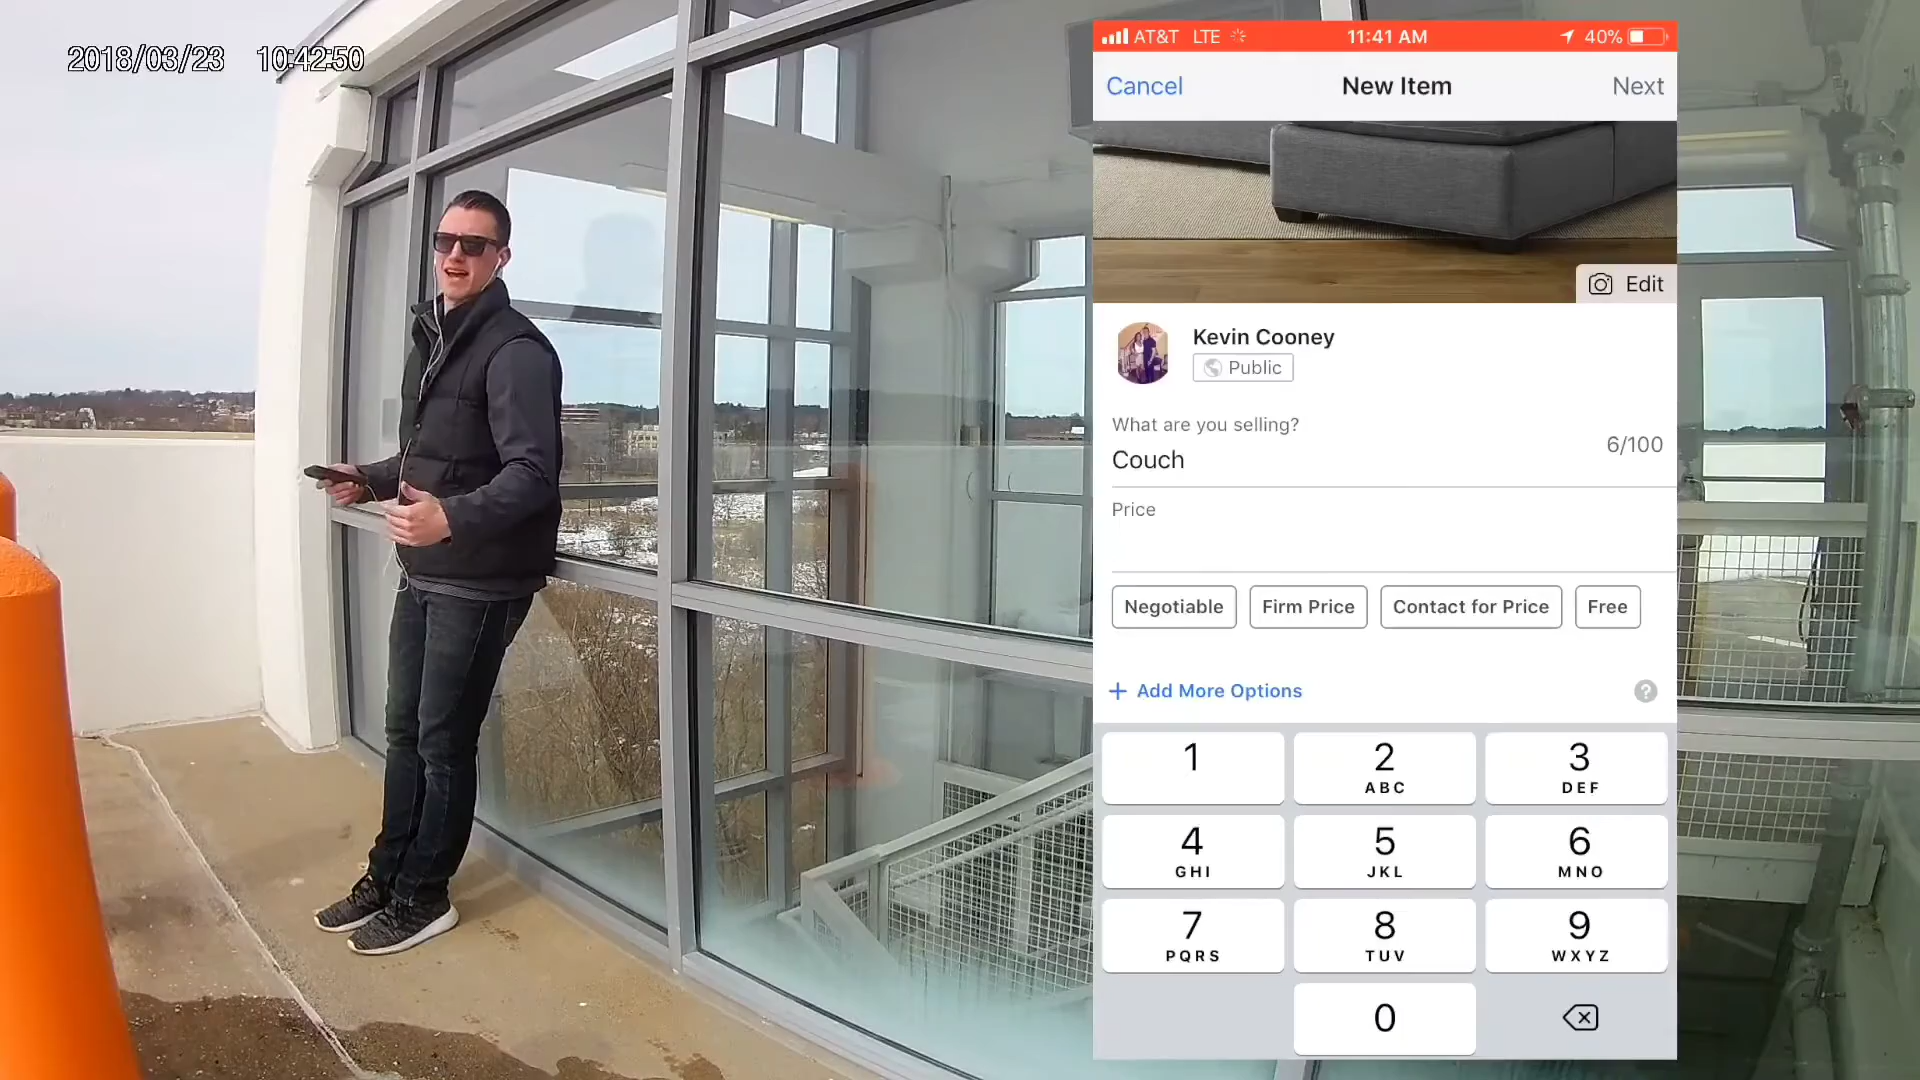 2018/03/23 10:42:50
AT&T LTE 11:41 AM 40%
Cancel New Item Next
Edit
Kevin Cooney
Public
What are you selling?
Couch 6/100
Price
Negotiable Firm Price Contact for Price Free
+ Add More Options ?
1 2 3
ABC DEF
4 5 6
GHI JKL MNO
7 8 9
PQRS TUV WXYZ
0